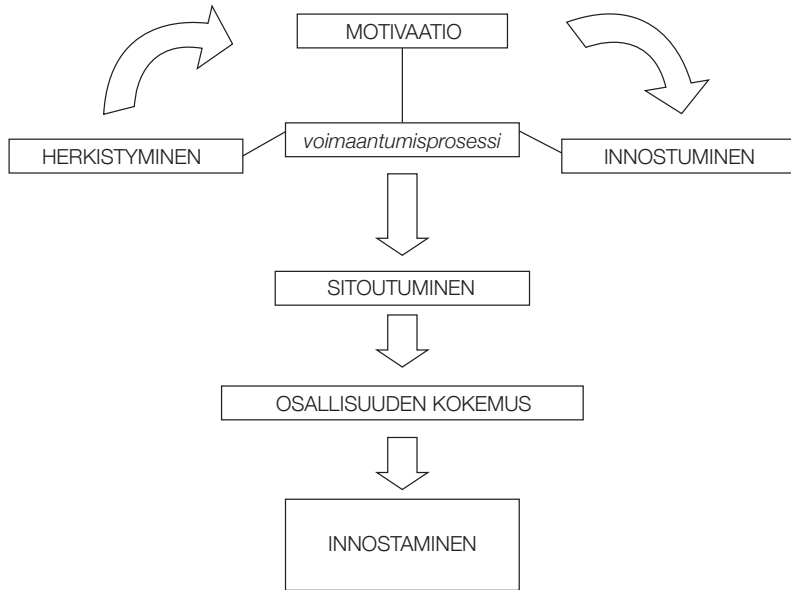 MOTIVAATIO
voimaantumisprosessi
HERKISTYMINEN
INNOSTUMINEN
SITOUTUMINEN
OSALLISUUDEN KOKEMUS
INNOSTAMINEN